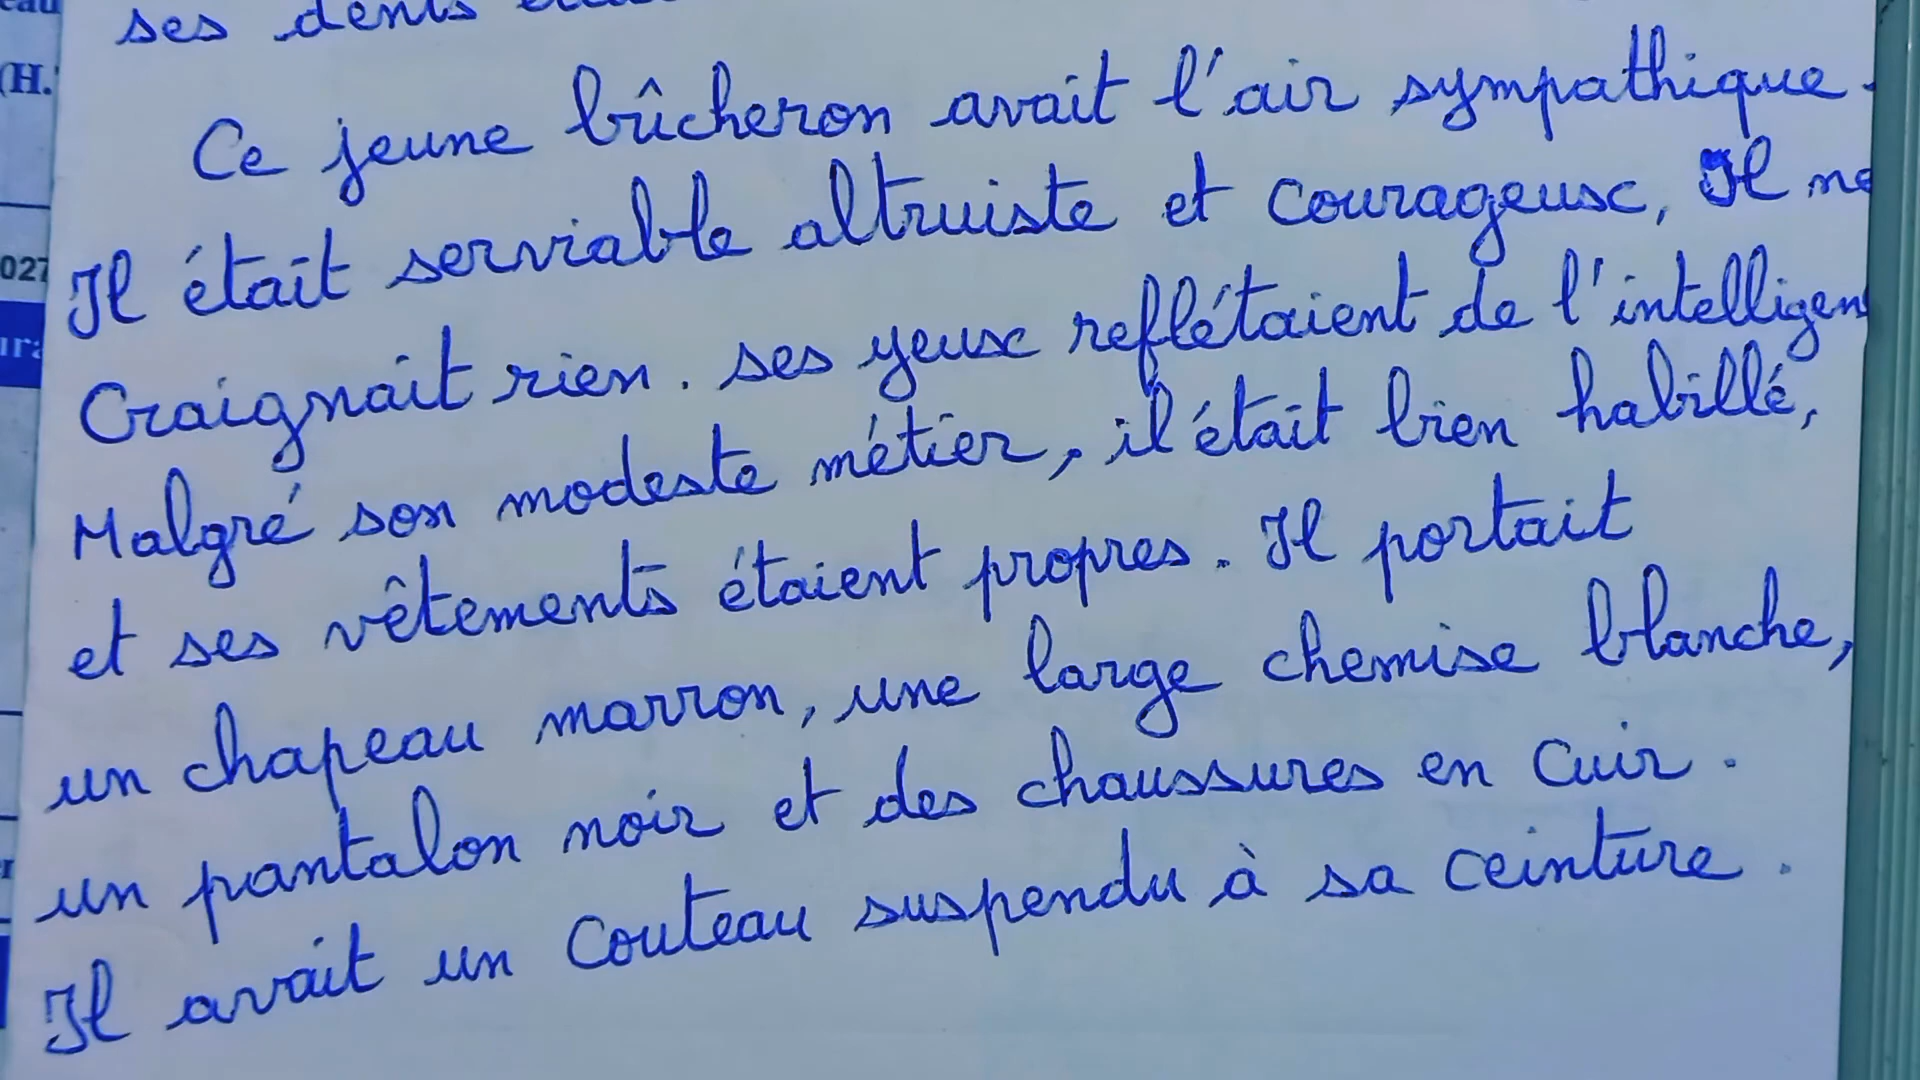 ses dents
Ce jeune bûcheron avait l'air sympathique.
Il était serviable altruiste et courageux, Il ne
Craignait rien. ses yeux reflétaient de l'intelligen
Malgré son modeste métier, il était bien habillé,
et ses vêtements étaient propres. Il portait
un chapeau marron, une large chemise blanche,
un pantalon noir et des chaussures en cuir.
Il avait un couteau suspendu à sa ceinture.
(H.
027